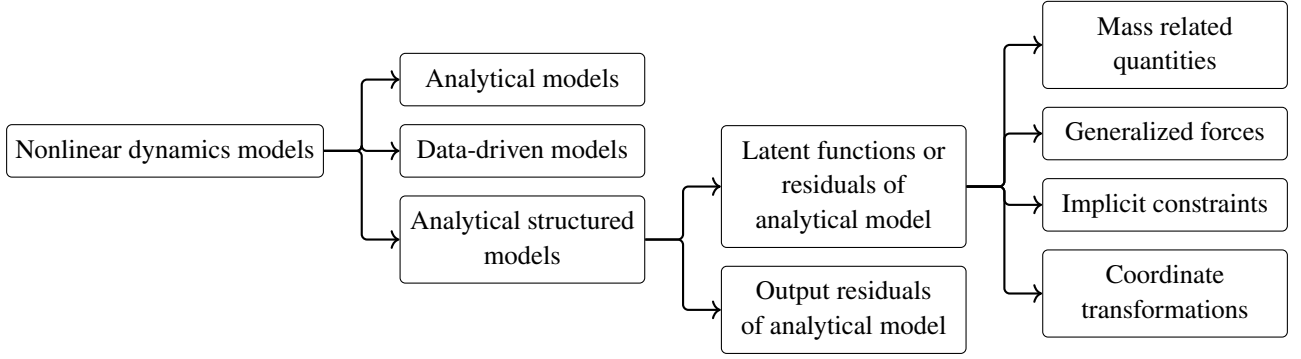 Nonlinear dynamics models
Analytical models
Data-driven models
Analytical structured
models
Latent functions or
residuals of
analytical model
Output residuals
of analytical model
Mass related
quantities
Generalized forces
Implicit constraints
Coordinate
transformations